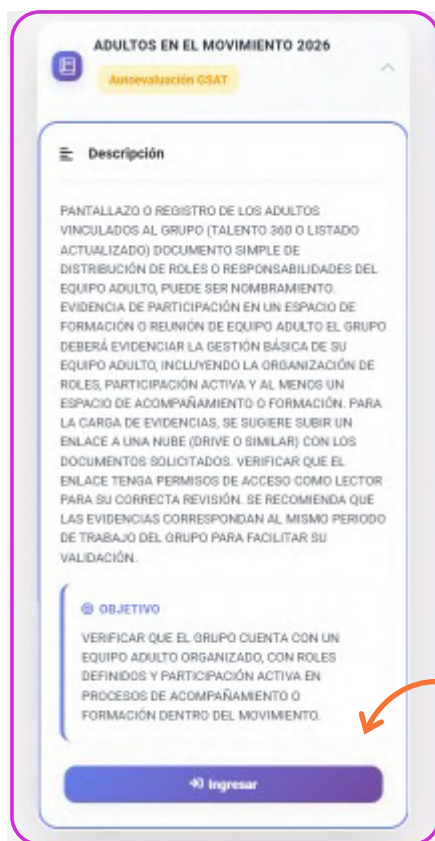 ADULTOS EN EL MOVIMIENTO 2026
Autoevaluación GSAT
Descripción
PANTALLAZO O REGISTRO DE LOS ADULTOS
VINCULADOS AL GRUPO (TALENTO 360 O LISTADO
ACTUALIZADO) DOCUMENTO SIMPLE DE
DISTRIBUCIÓN DE ROLES O RESPONSABILIDADES DEL
EQUIPO ADULTO, PUEDE SER NOMBRAMIENTO.
EVIDENCIA DE PARTICIPACIÓN EN UN ESPACIO DE
FORMACIÓN O REUNIÓN DE EQUIPO ADULTO EL GRUPO
DEBERÁ EVIDENCIAR LA GESTIÓN BÁSICA DE SU
EQUIPO ADULTO, INCLUYENDO LA ORGANIZACIÓN DE
ROLES, PARTICIPACIÓN ACTIVA Y AL MENOS UN
ESPACIO DE ACOMPAÑAMIENTO O FORMACIÓN. PARA
LA CARGA DE EVIDENCIAS, SE SUGIERE SUBIR UN
ENLACE A UNA NUBE (DRIVE O SIMILAR) CON LOS
DOCUMENTOS SOLICITADOS. VERIFICAR QUE EL
ENLACE TENGA PERMISOS DE ACCESO COMO LECTOR
PARA SU CORRECTA REVISIÓN. SE RECOMIENDA QUE
LAS EVIDENCIAS CORRESPONDAN AL MISMO PERIODO
DE TRABAJO DEL GRUPO PARA FACILITAR SU
VALIDACIÓN.
OBJETIVO
VERIFICAR QUE EL GRUPO CUENTA CON UN
EQUIPO ADULTO ORGANIZADO, CON ROLES
DEFINIDOS Y PARTICIPACIÓN ACTIVA EN
PROCESOS DE ACOMPAÑAMIENTO O
FORMACIÓN DENTRO DEL MOVIMIENTO.
Ingresar